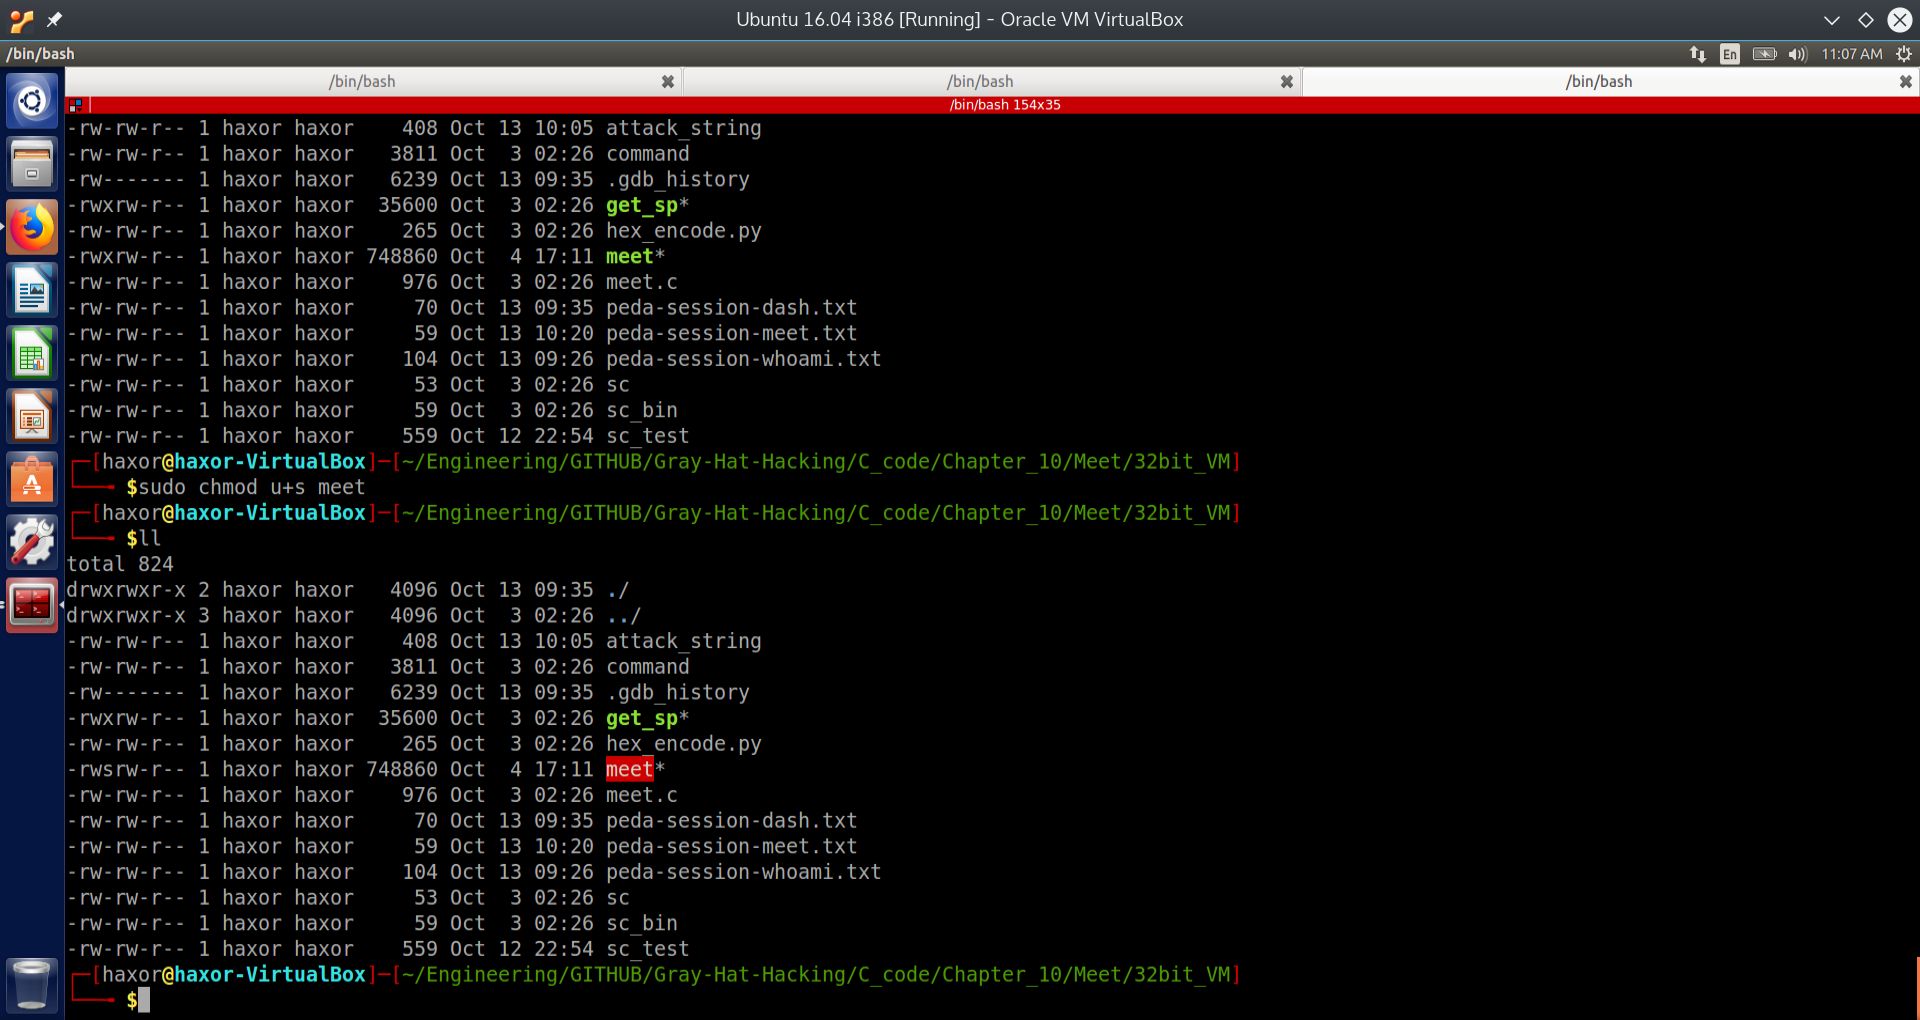 Ubuntu 16.04 i386 [Running] - Oracle VM VirtualBox
/bin/bash En 11:07 AM
/bin/bash /bin/bash /bin/bash
/bin/bash 154x35
-rw-rw-r-- 1 haxor haxor    408 Oct 13 10:05 attack_string
-rw-rw-r-- 1 haxor haxor   3811 Oct  3 02:26 command
-rw------- 1 haxor haxor   6239 Oct 13 09:35 .gdb_history
-rwxrw-r-- 1 haxor haxor  35600 Oct  3 02:26 get_sp*
-rw-rw-r-- 1 haxor haxor    265 Oct  3 02:26 hex_encode.py
-rwxrw-r-- 1 haxor haxor 748860 Oct  4 17:11 meet*
-rw-rw-r-- 1 haxor haxor    976 Oct  3 02:26 meet.c
-rw-rw-r-- 1 haxor haxor     70 Oct 13 09:35 peda-session-dash.txt
-rw-rw-r-- 1 haxor haxor     59 Oct 13 10:20 peda-session-meet.txt
-rw-rw-r-- 1 haxor haxor    104 Oct 13 09:26 peda-session-whoami.txt
-rw-rw-r-- 1 haxor haxor     53 Oct  3 02:26 sc
-rw-rw-r-- 1 haxor haxor     59 Oct  3 02:26 sc_bin
-rw-rw-r-- 1 haxor haxor    559 Oct 12 22:54 sc_test
┌─[haxor@haxor-VirtualBox]─[~/Engineering/GITHUB/Gray-Hat-Hacking/C_code/Chapter_10/Meet/32bit_VM]
└──╼ $sudo chmod u+s meet
┌─[haxor@haxor-VirtualBox]─[~/Engineering/GITHUB/Gray-Hat-Hacking/C_code/Chapter_10/Meet/32bit_VM]
└──╼ $ll
total 824
drwxrwxr-x 2 haxor haxor   4096 Oct 13 09:35 ./
drwxrwxr-x 3 haxor haxor   4096 Oct  3 02:26 ../
-rw-rw-r-- 1 haxor haxor    408 Oct 13 10:05 attack_string
-rw-rw-r-- 1 haxor haxor   3811 Oct  3 02:26 command
-rw------- 1 haxor haxor   6239 Oct 13 09:35 .gdb_history
-rwxrw-r-- 1 haxor haxor  35600 Oct  3 02:26 get_sp*
-rw-rw-r-- 1 haxor haxor    265 Oct  3 02:26 hex_encode.py
-rwsrw-r-- 1 haxor haxor 748860 Oct  4 17:11 meet*
-rw-rw-r-- 1 haxor haxor    976 Oct  3 02:26 meet.c
-rw-rw-r-- 1 haxor haxor     70 Oct 13 09:35 peda-session-dash.txt
-rw-rw-r-- 1 haxor haxor     59 Oct 13 10:20 peda-session-meet.txt
-rw-rw-r-- 1 haxor haxor    104 Oct 13 09:26 peda-session-whoami.txt
-rw-rw-r-- 1 haxor haxor     53 Oct  3 02:26 sc
-rw-rw-r-- 1 haxor haxor     59 Oct  3 02:26 sc_bin
-rw-rw-r-- 1 haxor haxor    559 Oct 12 22:54 sc_test
┌─[haxor@haxor-VirtualBox]─[~/Engineering/GITHUB/Gray-Hat-Hacking/C_code/Chapter_10/Meet/32bit_VM]
└──╼ $